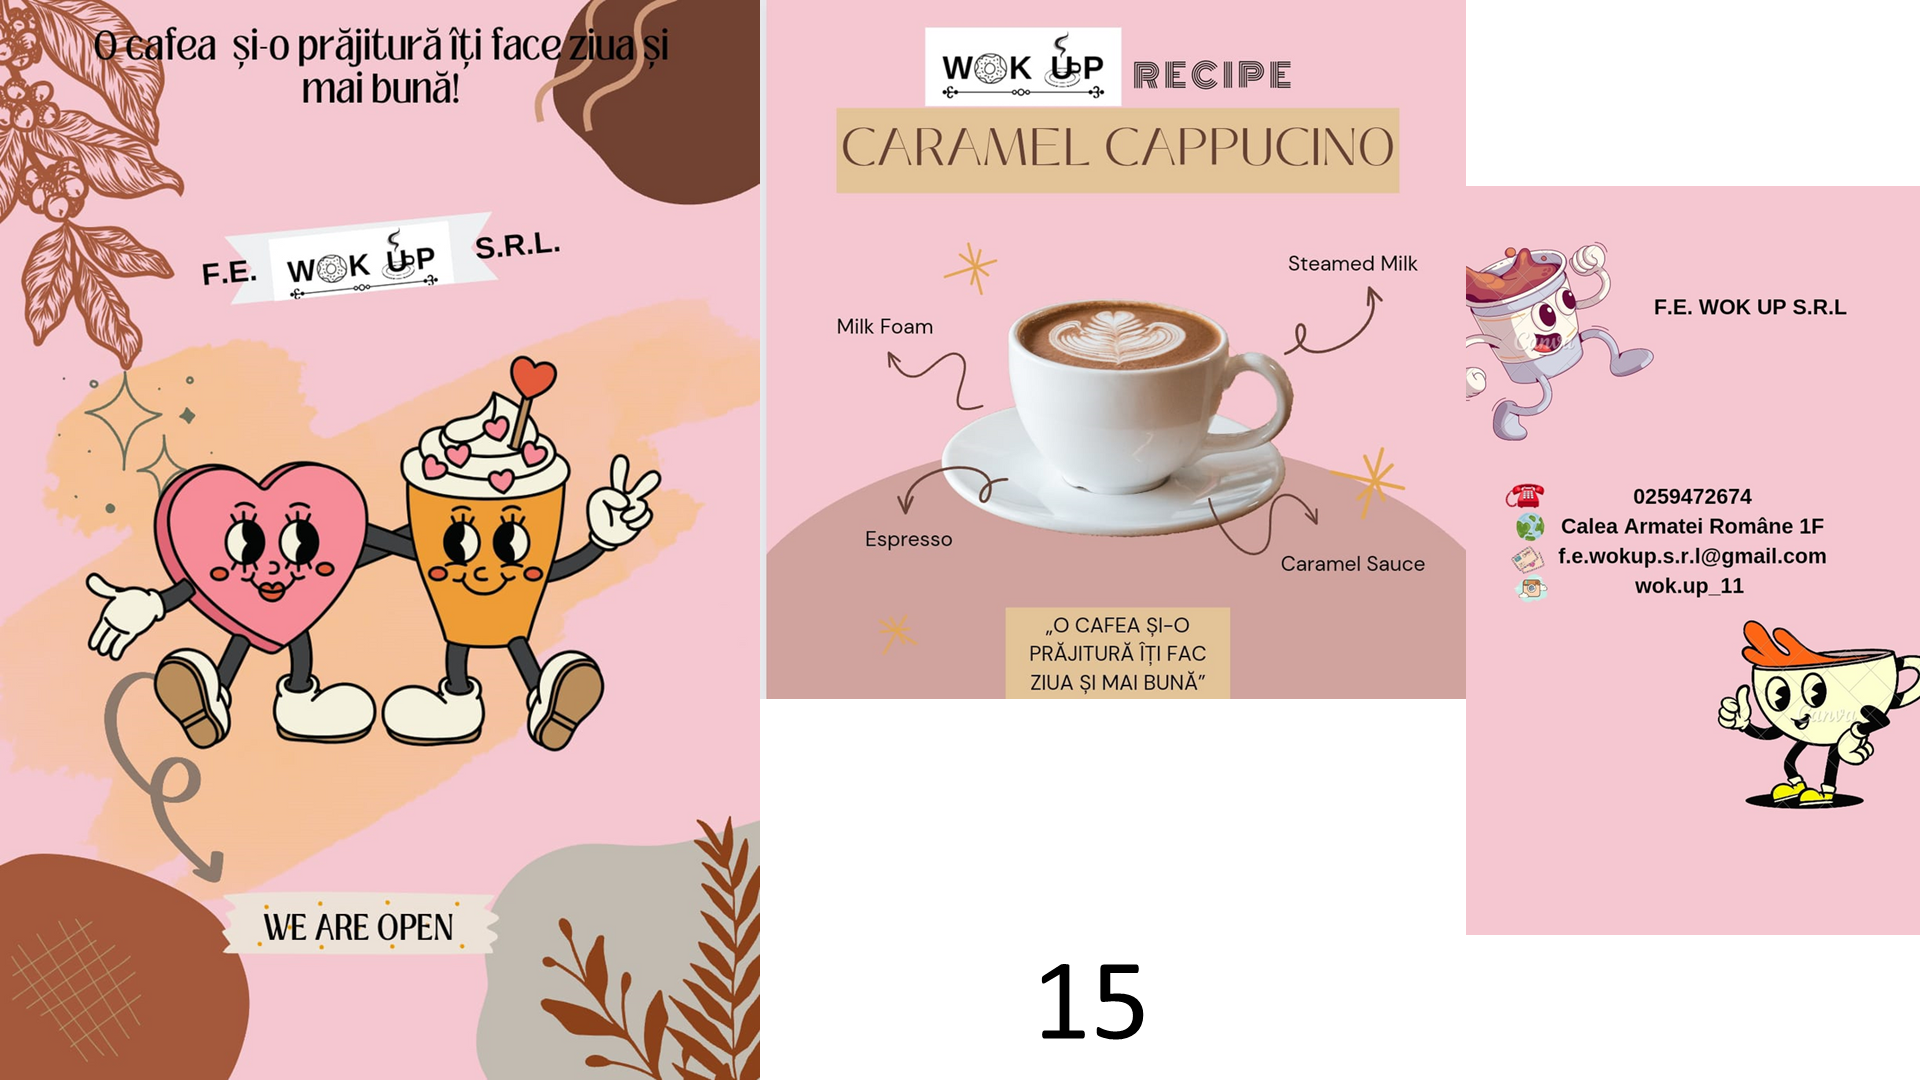 O cafea și-o prăjitură îți face ziua și
mai bună!
F.E. WOK UP S.R.L.
WE ARE OPEN
WOK UP RECIPE
CARAMEL CAPPUCINO
Steamed Milk
Milk Foam
Espresso
Caramel Sauce
„O CAFEA ȘI-O
PRĂJITURĂ ÎȚI FAC
ZIUA ȘI MAI BUNĂ”
Canva
F.E. WOK UP S.R.L
0259472674
Calea Armatei Române 1F
f.e.wokup.s.r.l@gmail.com
wok.up_11
Canva
15